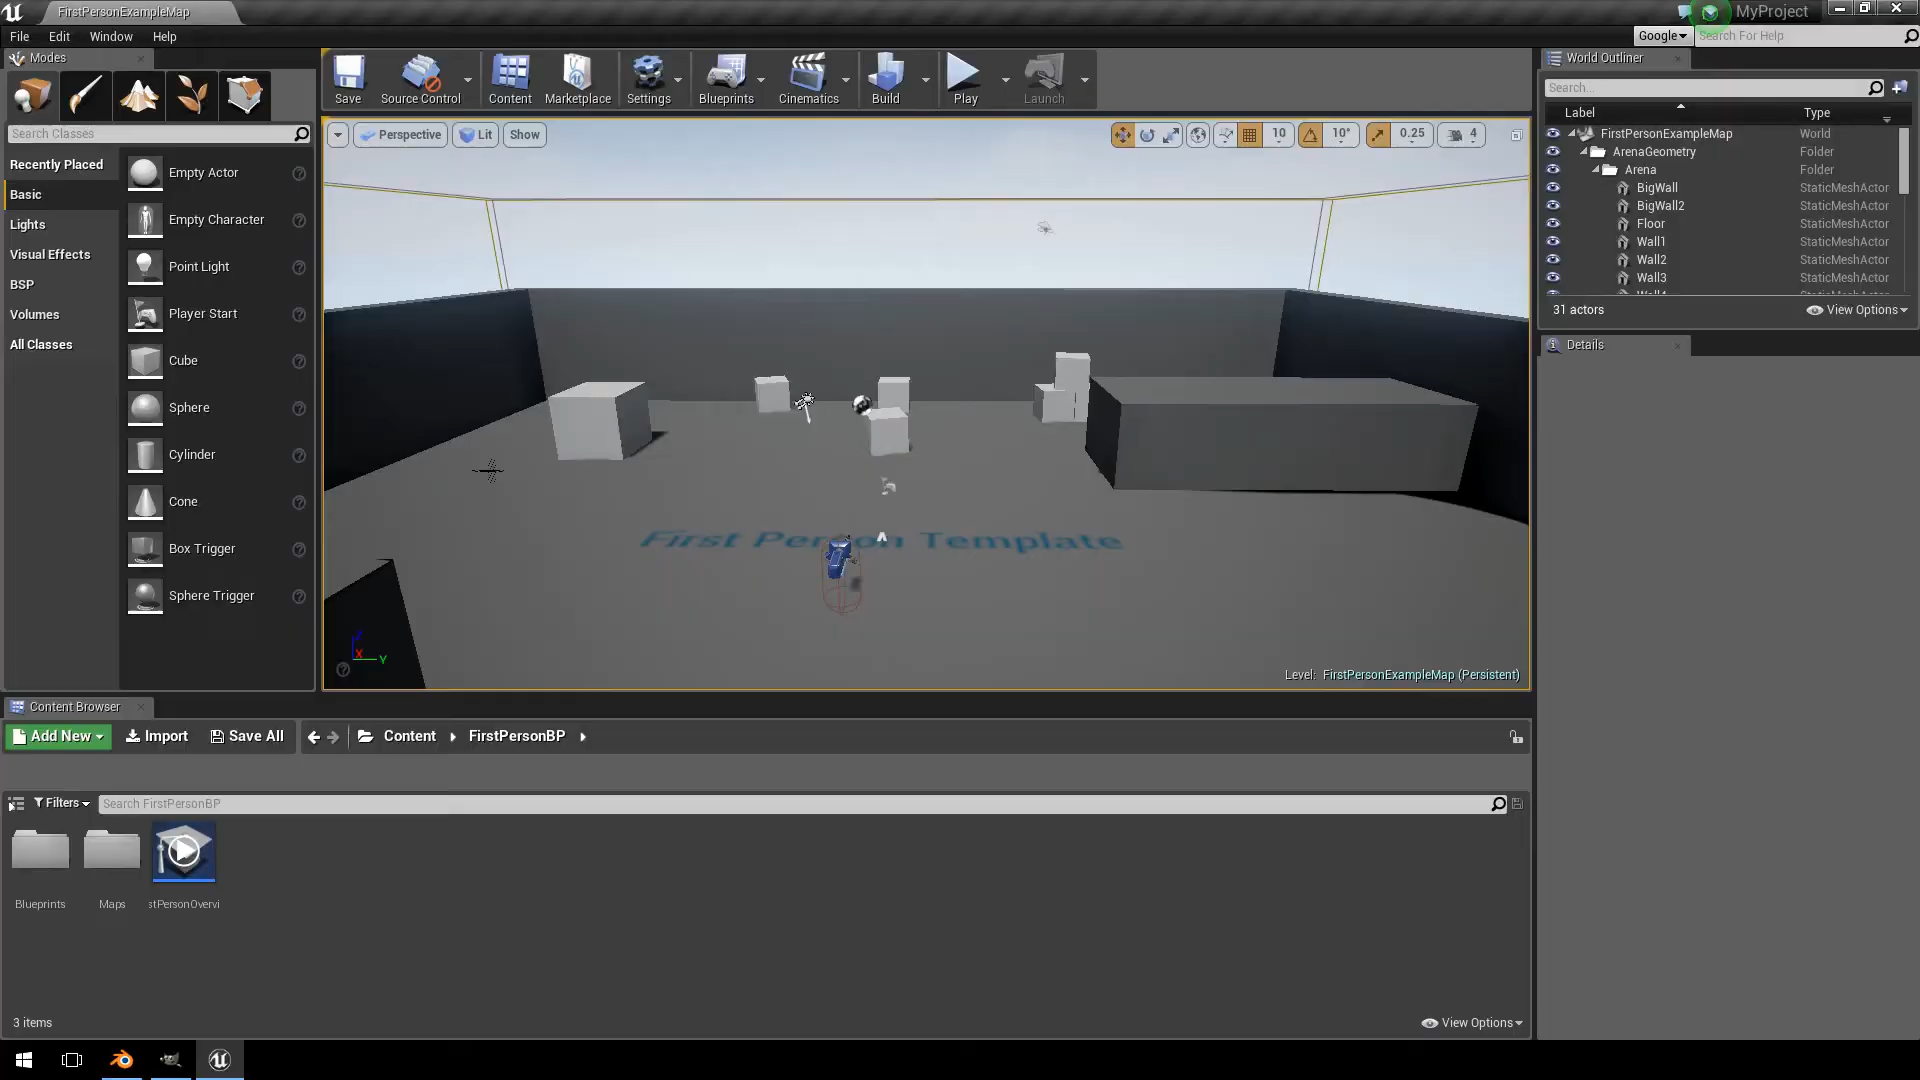 FirstPersonExampleMap
MyProject
File Edit Window Help
Google
Search For Help
Modes
Save
Source Control
Content
Marketplace
Settings
Blueprints
Cinematics
Build
Play
Launch
World Outliner
Search...
Label Type
Search Classes
Perspective
Lit
Show
10
10°
0.25
4
Recently Placed
Basic
Lights
Visual Effects
BSP
Volumes
All Classes
Empty Actor
Empty Character
Point Light
Player Start
Cube
Sphere
Cylinder
Cone
Box Trigger
Sphere Trigger
FirstPersonExampleMap World
ArenaGeometry Folder
Arena Folder
BigWall StaticMeshActor
BigWall2 StaticMeshActor
Floor StaticMeshActor
Wall1 StaticMeshActor
Wall2 StaticMeshActor
Wall3 StaticMeshActor
31 actors
View Options
Details
First Person Template
Z
X
Y
Level: FirstPersonExampleMap (Persistent)
Content Browser
Add New
Import
Save All
Content
FirstPersonBP
Filters
Search FirstPersonBP
Blueprints
Maps
stPersonOvervi
3 items
View Options